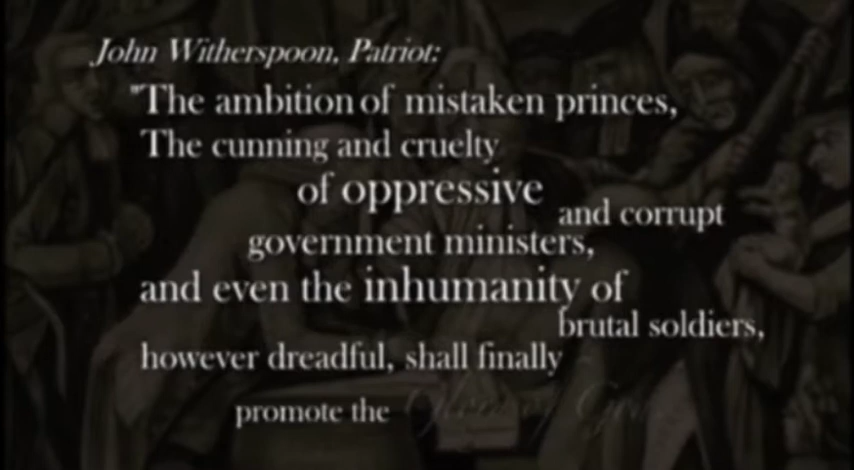 John Witherspoon, Patriot:
"The ambition of mistaken princes,
The cunning and cruelty
of oppressive
and corrupt
government ministers,
and even the inhumanity of
brutal soldiers,
however dreadful, shall finally
promote the